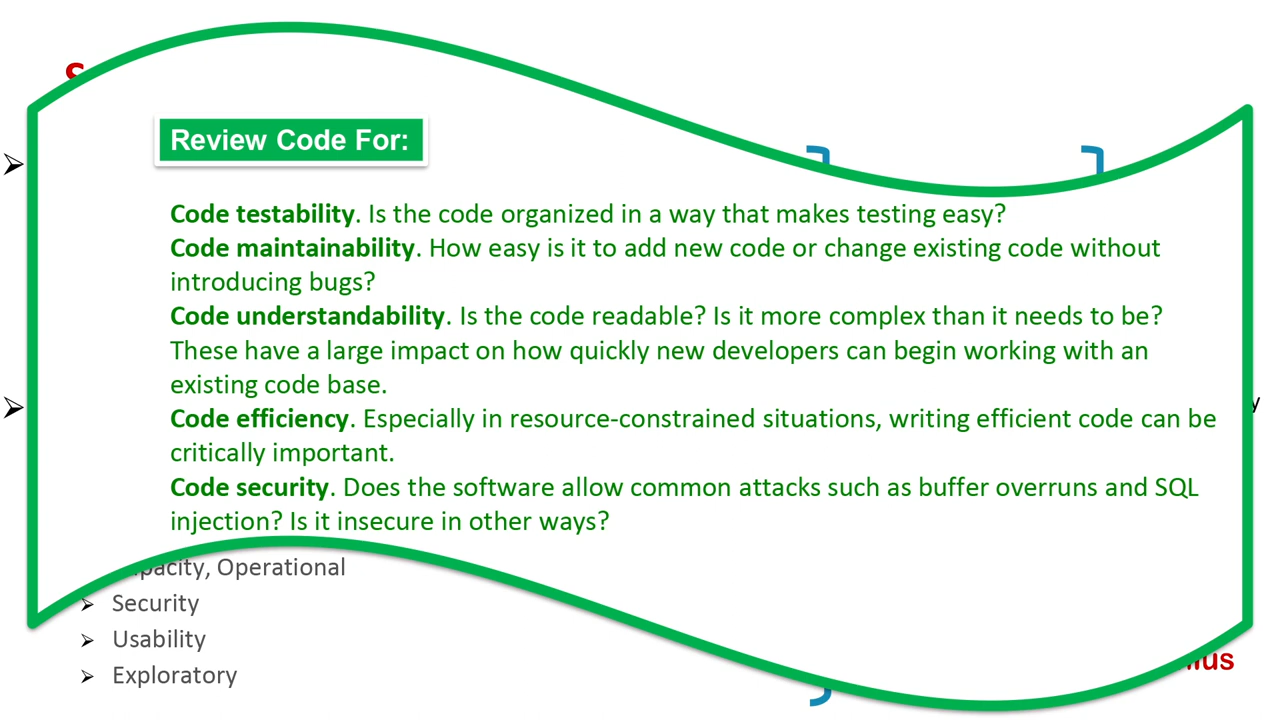 Review Code For:
Code testability. Is the code organized in a way that makes testing easy?
Code maintainability. How easy is it to add new code or change existing code without
introducing bugs?
Code understandability. Is the code readable? Is it more complex than it needs to be?
These have a large impact on how quickly new developers can begin working with an
existing code base.
Code efficiency. Especially in resource-constrained situations, writing efficient code can be
critically important.
Code security. Does the software allow common attacks such as buffer overruns and SQL
injection? Is it insecure in other ways?
Operational
Security
Usability
Exploratory